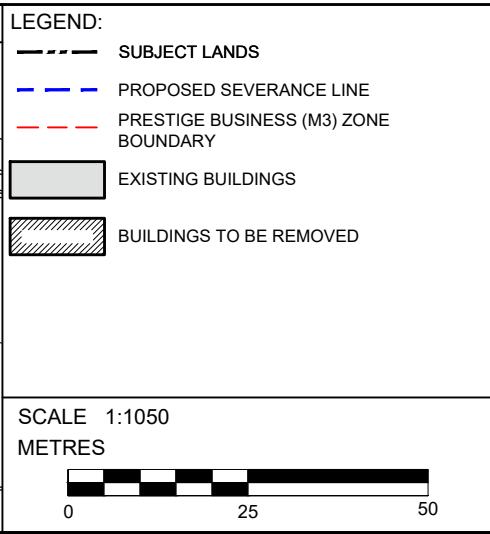 LEGEND:
SUBJECT LANDS
PROPOSED SEVERANCE LINE
PRESTIGE BUSINESS (M3) ZONE
BOUNDARY
EXISTING BUILDINGS
BUILDINGS TO BE REMOVED
SCALE 1:1050
METRES
0 25 50